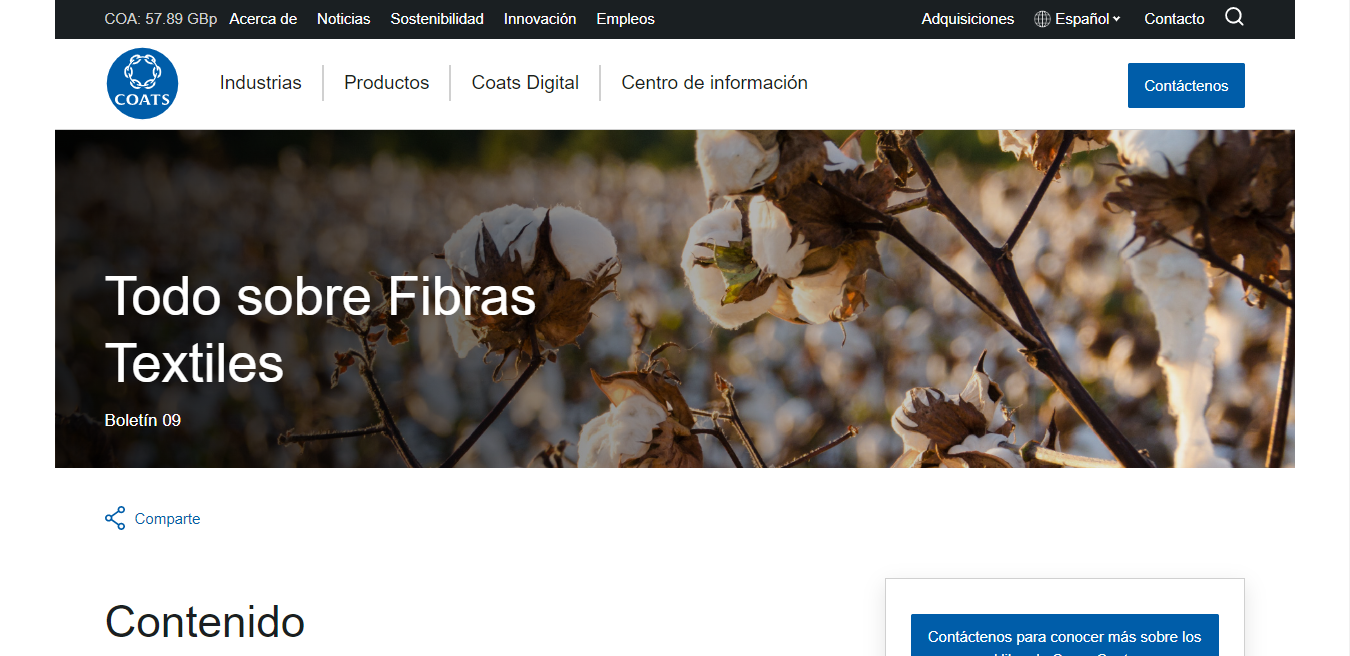 COA: 57.89 GBp Acerca de Noticias Sostenibilidad Innovación Empleos Adquisiciones Español Contacto
COATS
Industrias Productos Coats Digital Centro de información Contáctenos
Todo sobre Fibras
Textiles
Boletín 09
Comparte
Contenido
Contáctenos para conocer más sobre los